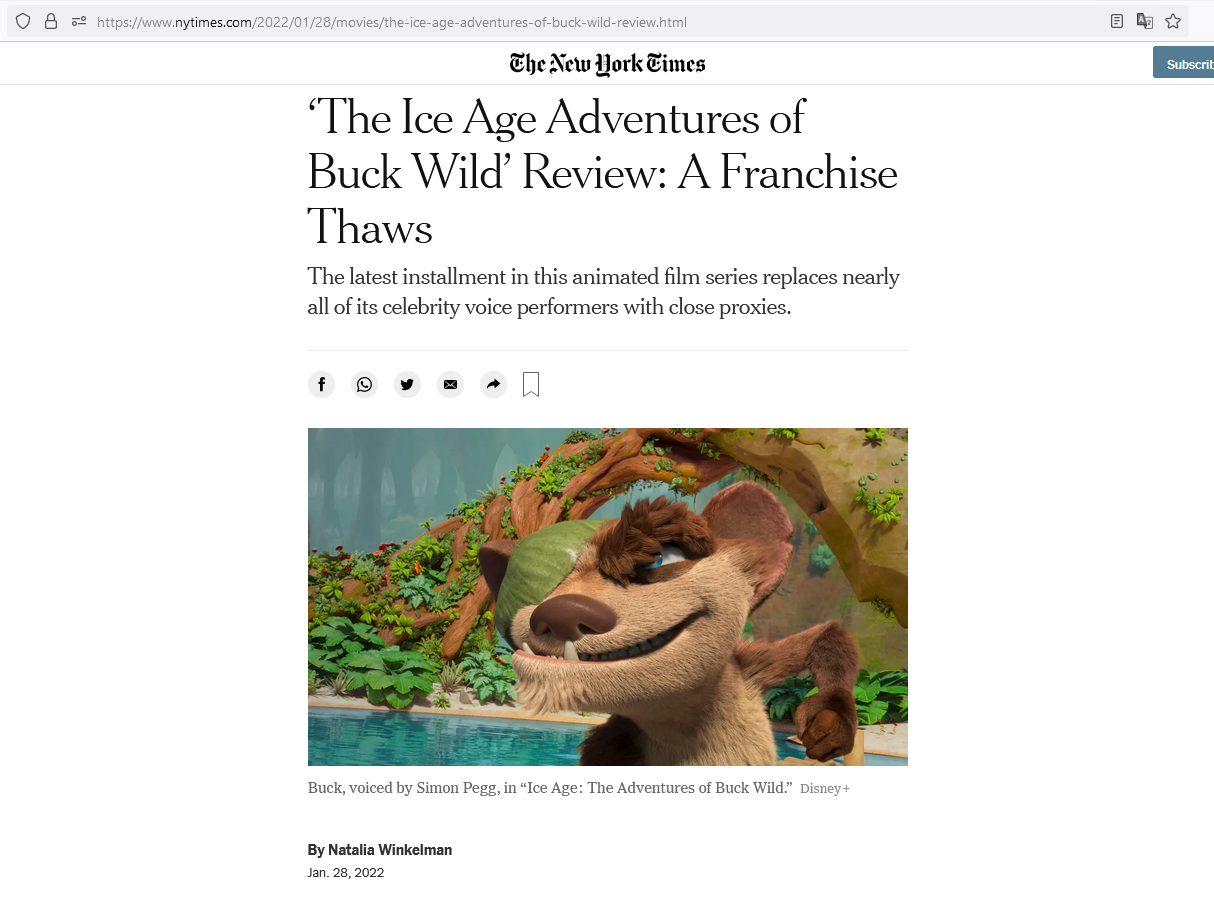 https://www.nytimes.com/2022/01/28/movies/the-ice-age-adventures-of-buck-wild-review.html
The New York Times
Subscrib
‘The Ice Age Adventures of
Buck Wild’ Review: A Franchise
Thaws
The latest installment in this animated film series replaces nearly
all of its celebrity voice performers with close proxies.
Buck, voiced by Simon Pegg, in “Ice Age: The Adventures of Buck Wild.” Disney+
By Natalia Winkelman
Jan. 28, 2022